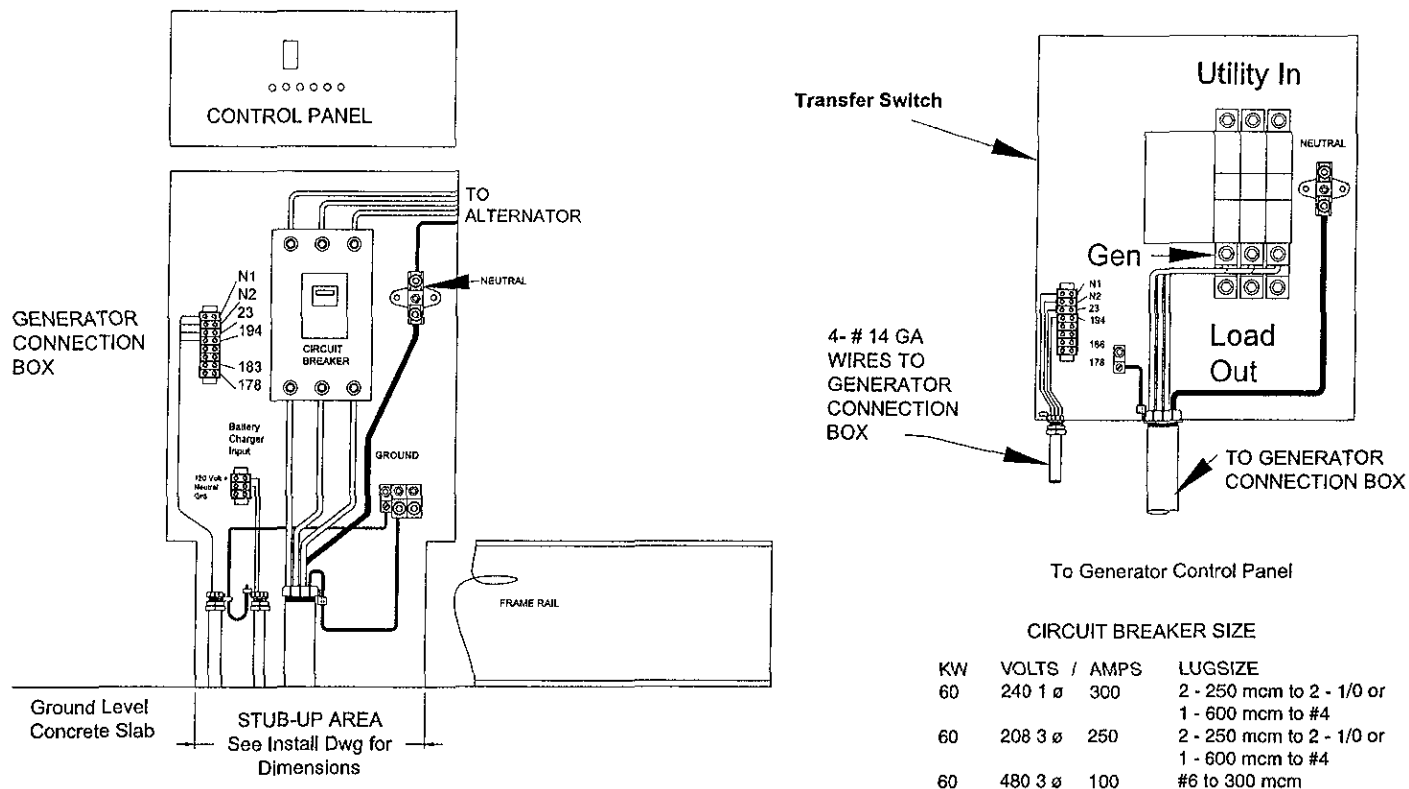 CONTROL PANEL
TO
ALTERNATOR
NEUTRAL
N1
N2
23
194
183
178
GENERATOR
CONNECTION
BOX
CIRCUIT
BREAKER
Battery
Charger
Input
120 Volt
Neutral
Grd
GROUND
FRAME RAIL
Ground Level
Concrete Slab
STUB-UP AREA
See Install Dwg for
Dimensions
Transfer Switch
Utility In
NEUTRAL
Gen
N1
N2
23
194
166
178
Load
Out
4- # 14 GA
WIRES TO
GENERATOR
CONNECTION
BOX
TO GENERATOR
CONNECTION BOX
To Generator Control Panel
CIRCUIT BREAKER SIZE
KW VOLTS / AMPS LUGSIZE
60 240 1 ø 300 2 - 250 mcm to 2 - 1/0 or
1 - 600 mcm to #4
60 208 3 ø 250 2 - 250 mcm to 2 - 1/0 or
1 - 600 mcm to #4
60 480 3 ø 100 #6 to 300 mcm